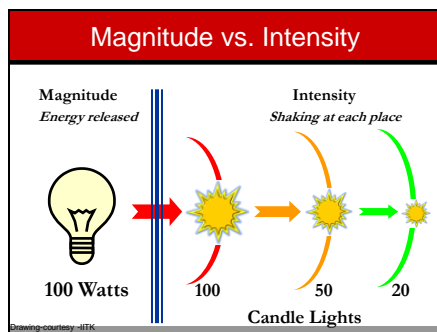 Magnitude vs. Intensity
Magnitude
Energy released
Intensity
Shaking at each place
100 Watts
100
50
20
Candle Lights
Drawing-courtesy -IITK